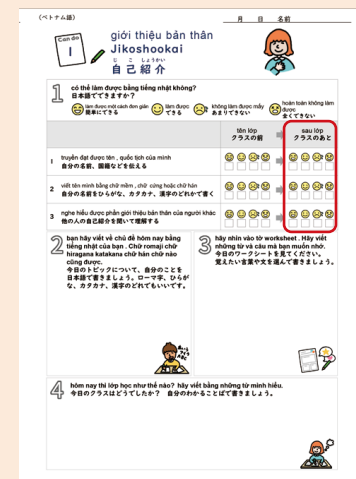 (ベトナム語)
月 日 名前
Can do
1
giới thiệu bản thân
Jikoshookai
じ こ しょうかい
自己紹介
1
có thể làm được bằng tiếng nhật không?
日本語でできますか?
làm được một cách đơn giản
簡単にできる
làm được
できる
không làm được mấy
あまりできない
hoàn toàn không làm được
全くできない
tên lớp
クラスの前
sau lớp
クラスのあと
1
truyền đạt được tên , quốc tịch của mình
自分の名前、国籍などを伝える
2
viết tên mình bằng chữ mềm , chữ cứng hoặc chữ hán
自分の名前をひらがな、カタカナ、漢字のどれかで書く
3
nghe hiểu được phần giới thiệu bản thân của người khác
他の人の自己紹介を聞いて理解する
2
bạn hãy viết về chủ đề hôm nay bằng
tiếng nhật của bạn . Chữ romaji chữ
hiragana katakana chữ hán chữ nào
cũng được.
今日のトピックについて、自分のことを
日本語で書きましょう。ローマ字、ひらが
な、カタカナ、漢字のどれでもいいです。
3
hãy nhìn vào tờ worksheet . Hãy viết
những từ và câu mà bạn muốn nhớ.
今日のワークシートを見てください。
覚えたい言葉や文を選んで書きましょう。
4
hôm nay thì lớp học như thế nào? hãy viết bằng những từ mình hiểu.
今日のクラスはどうでしたか? 自分のわかることばで書きましょう。